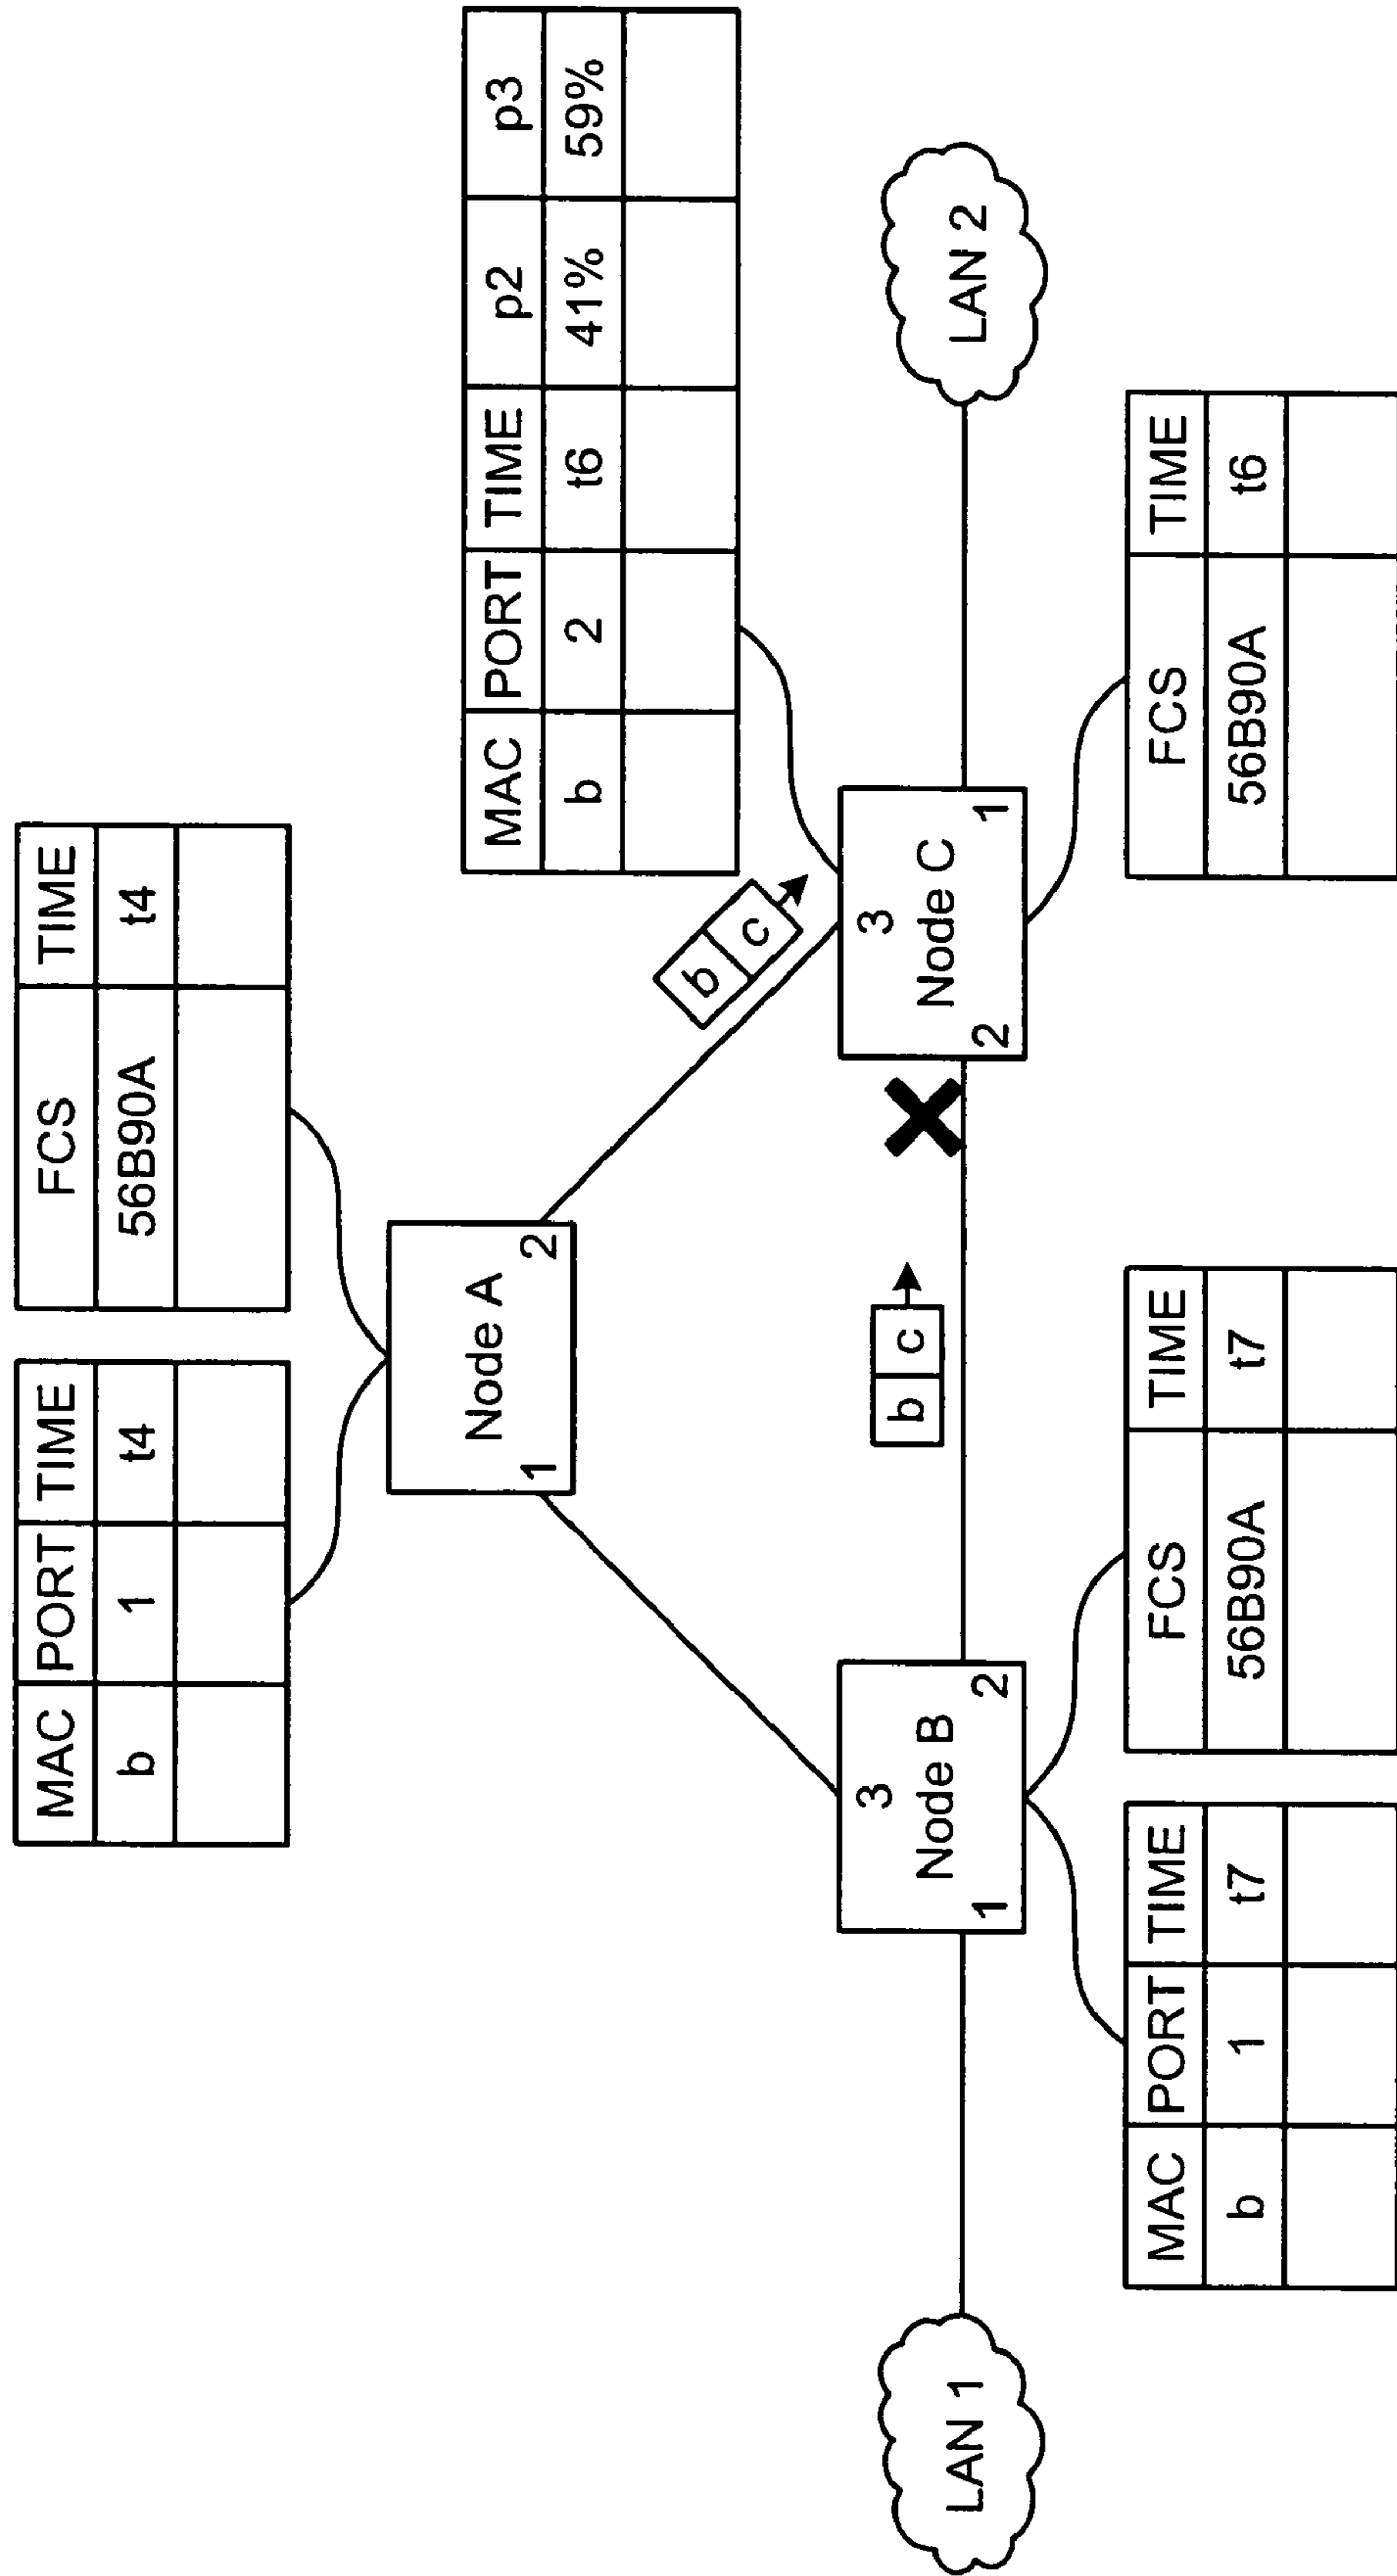 MAC PORT TIME
b 1 t4
FCS TIME
56B90A t4
Node A
1 2
MAC PORT TIME p2 p3
b 2 t6 41% 59%
b c
b c
3
Node B
1 2
3
Node C
2 1
LAN 1
LAN 2
MAC PORT TIME
b 1 t7
FCS TIME
56B90A t7
FCS TIME
56B90A t6